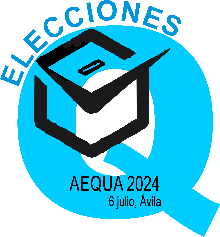 ELECCIONES
AEQUA 2024
6 julio, Ávila